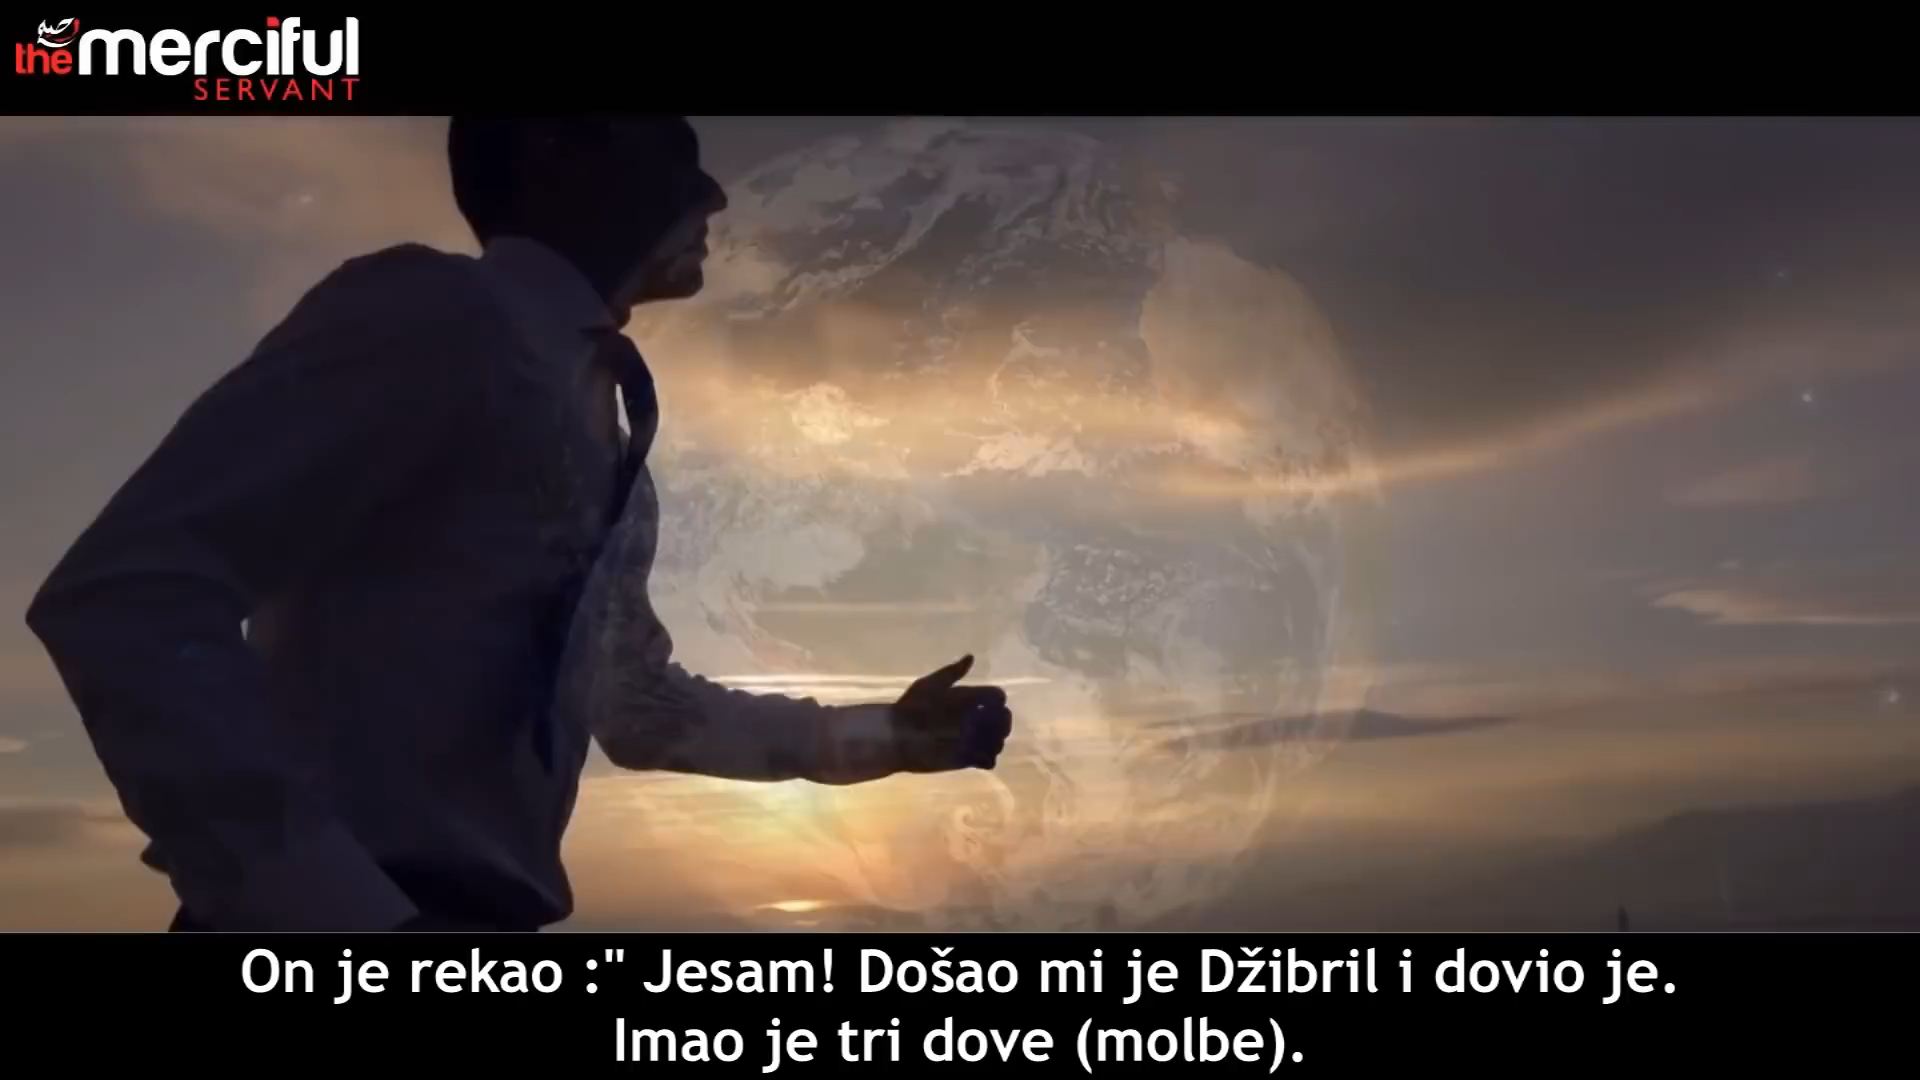 the merciful
SERVANT
On je rekao :" Jesam! Došao mi je Džibril i dovio je.
Imao je tri dove (molbe).